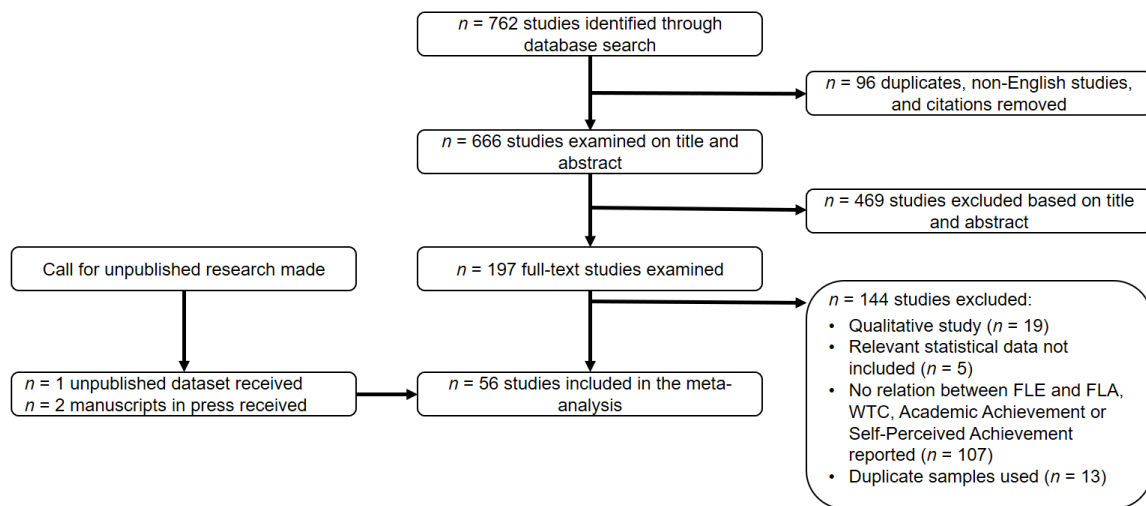 n = 762 studies identified through
database search
n = 96 duplicates, non-English studies,
and citations removed
n = 666 studies examined on title and
abstract
n = 469 studies excluded based on title
and abstract
Call for unpublished research made
n = 197 full-text studies examined
n = 144 studies excluded:
• Qualitative study (n = 19)
• Relevant statistical data not
included (n = 5)
• No relation between FLE and FLA,
WTC, Academic Achievement or
Self-Perceived Achievement
reported (n = 107)
• Duplicate samples used (n = 13)
n = 1 unpublished dataset received
n = 2 manuscripts in press received
n = 56 studies included in the meta-
analysis